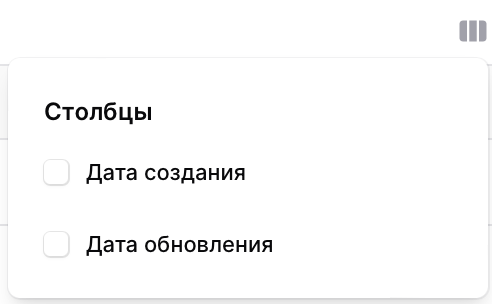 Столбцы
Дата создания
Дата обновления